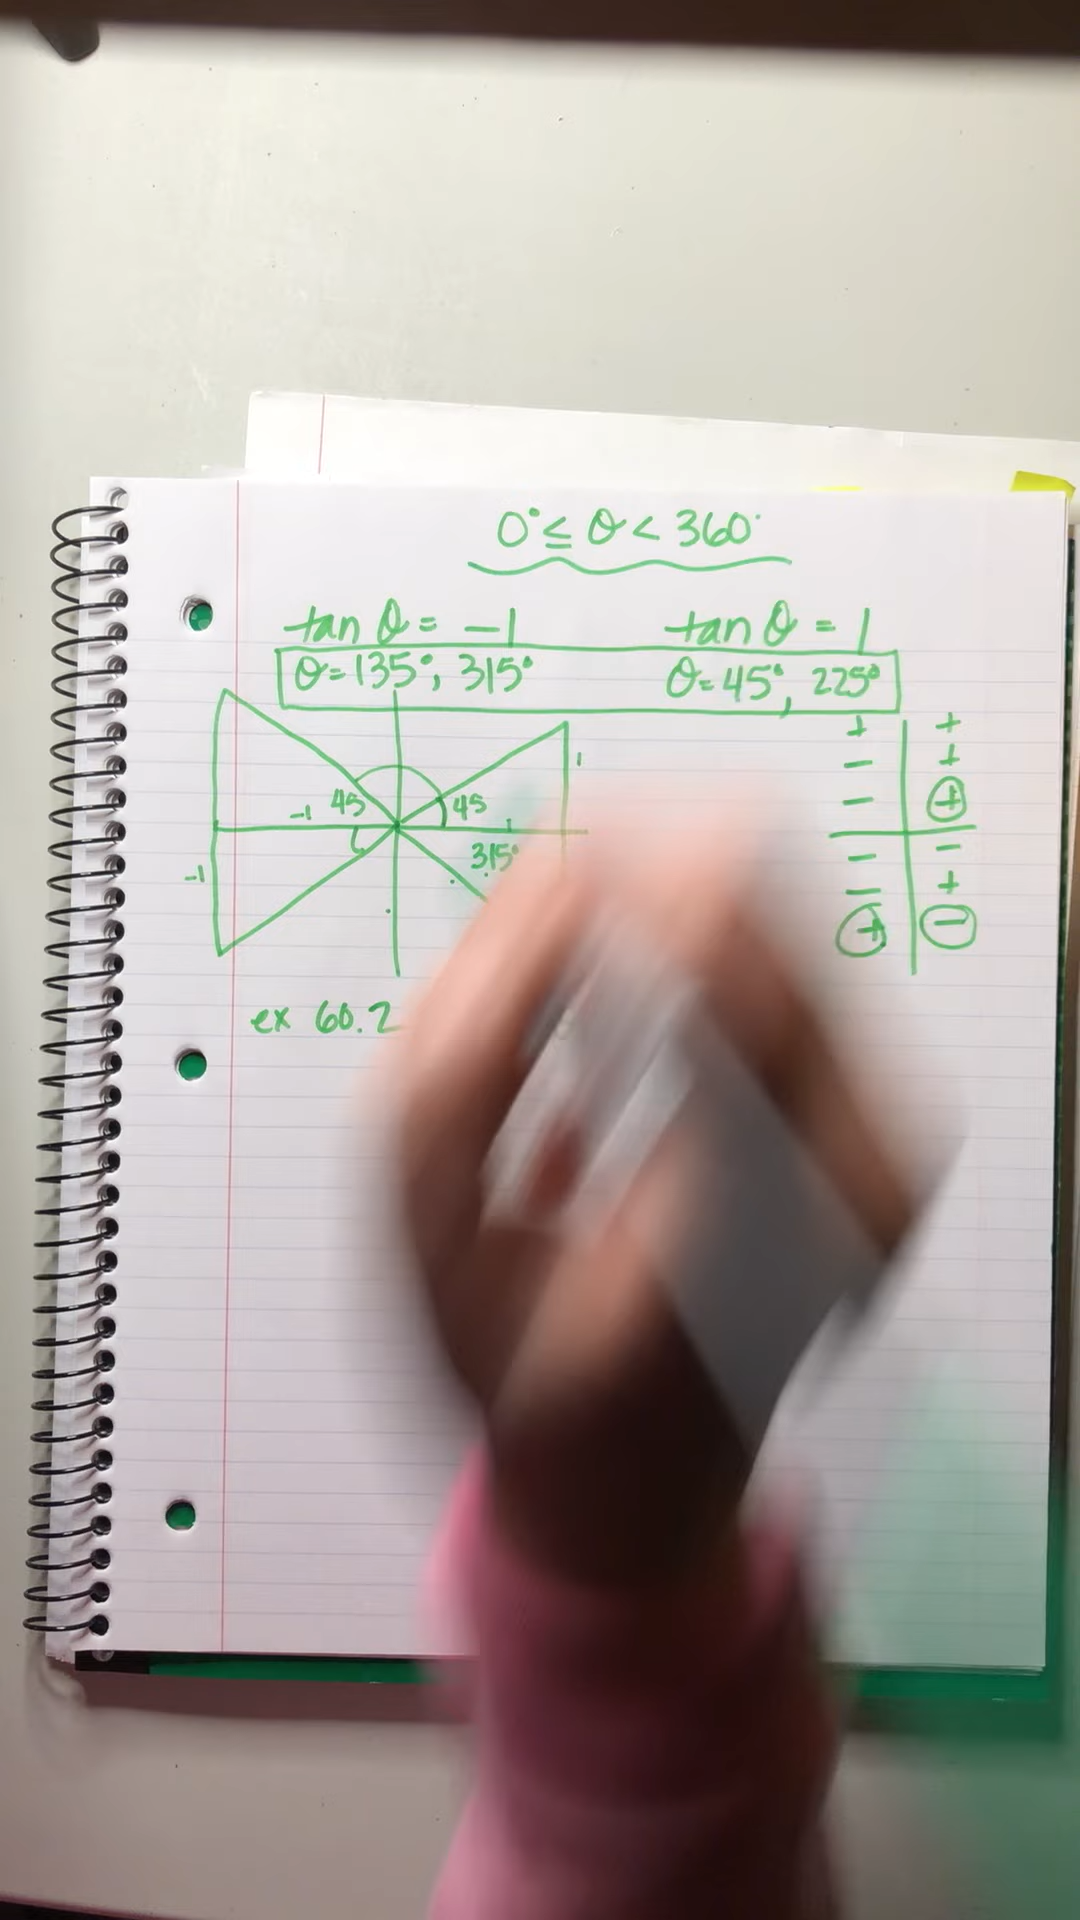 0° ≤ θ < 360°
tan θ = -1 tan θ = 1
θ = 135°, 315° θ = 45°, 225°
+ +
- +
- +
- -
- +
+ -
1
-1 45 45 1
315°
-1
ex 60.2